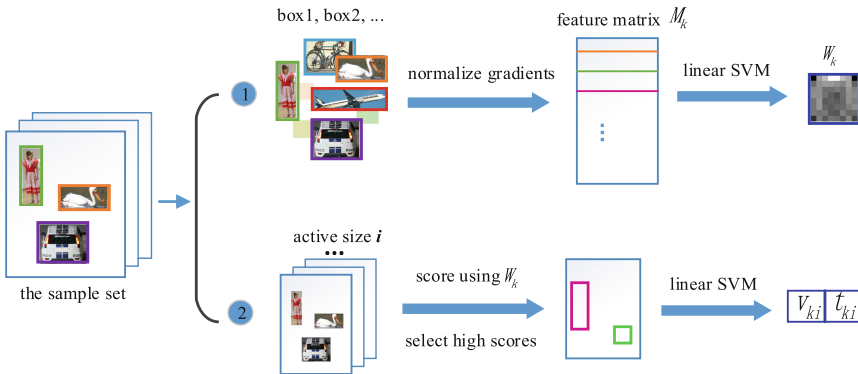 box1, box2, ...
feature matrix M_k
1
normalize gradients
linear SVM
W_k
the sample set
active size i
...
2
score using W_k
select high scores
linear SVM
V_ki t_ki